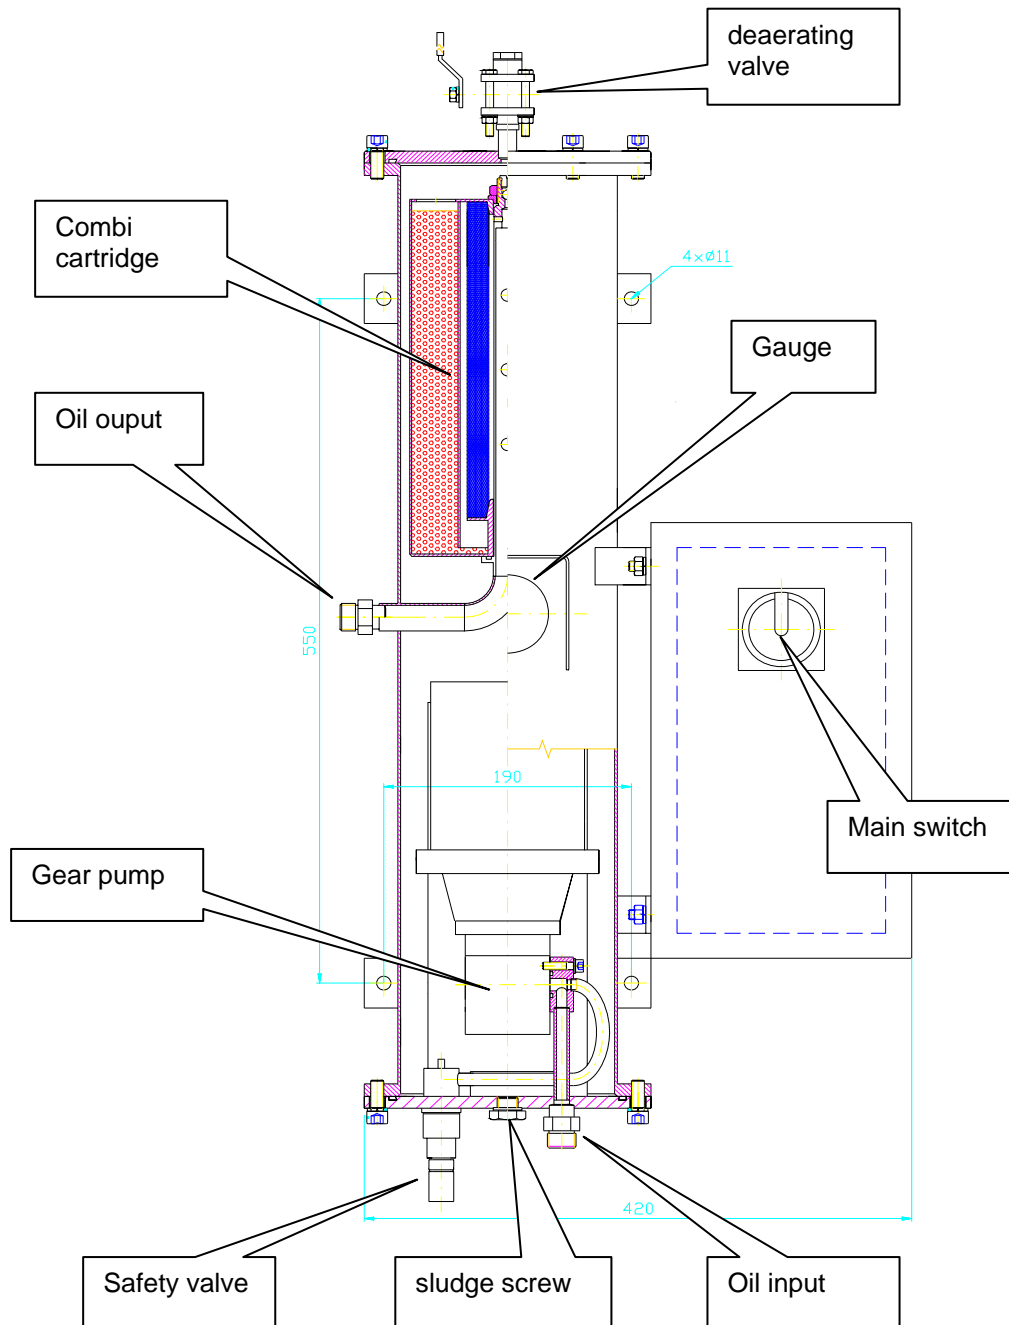 deaerating
valve
Combi
cartridge
4×Ø11
Gauge
Oil ouput
550
190
Main switch
Gear pump
420
Safety valve
sludge screw
Oil input